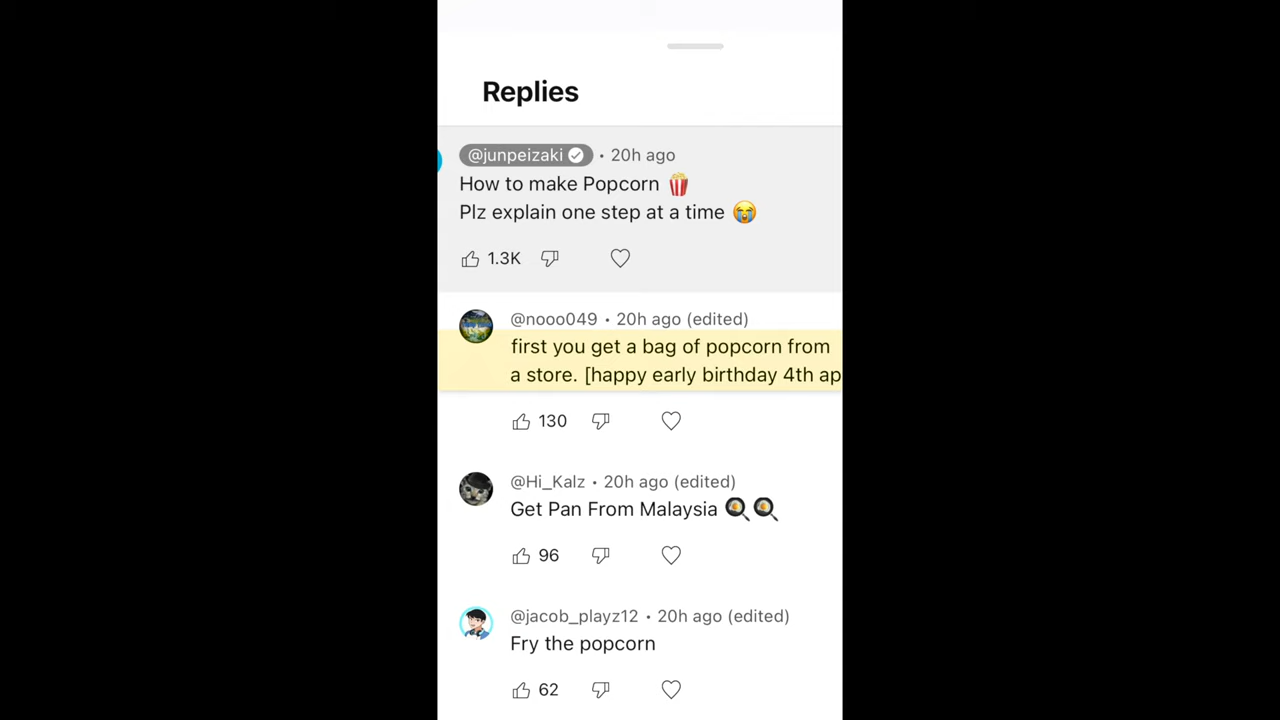 Replies
@junpeizaki • 20h ago
How to make Popcorn 🍿
Plz explain one step at a time 😭
1.3K
@nooo049 • 20h ago (edited)
first you get a bag of popcorn from
a store. [happy early birthday 4th ap
130
@Hi_Kalz • 20h ago (edited)
Get Pan From Malaysia 🍳🍳
96
@jacob_playz12 • 20h ago (edited)
Fry the popcorn
62